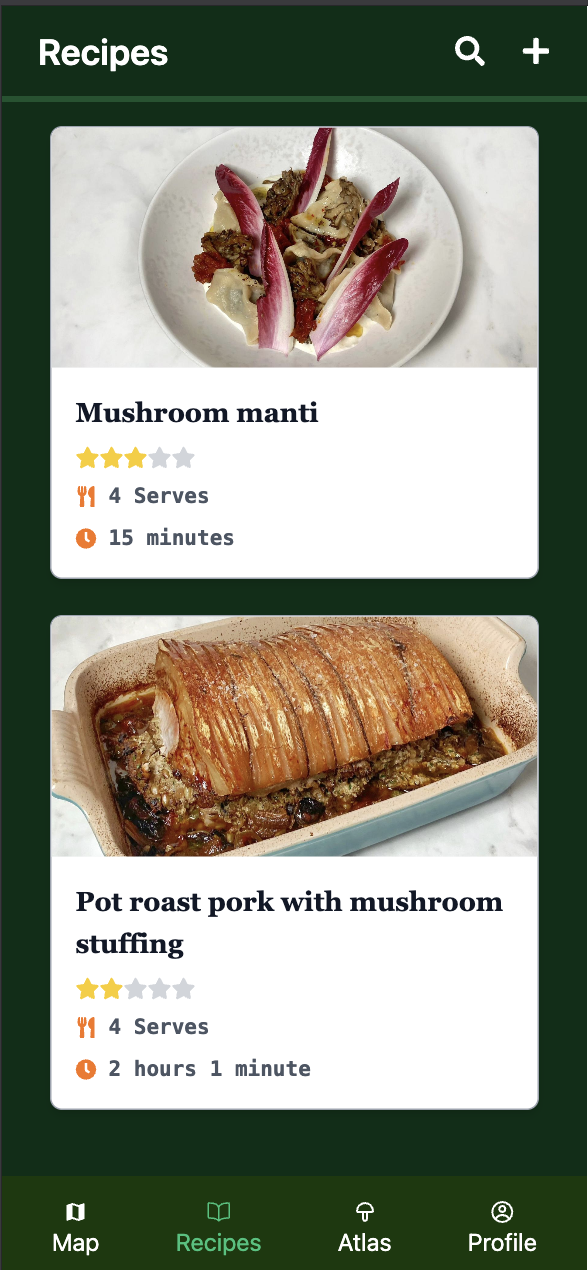 Recipes
Mushroom manti
4 Serves
15 minutes
Pot roast pork with mushroom
stuffing
4 Serves
2 hours 1 minute
Map
Recipes
Atlas
Profile